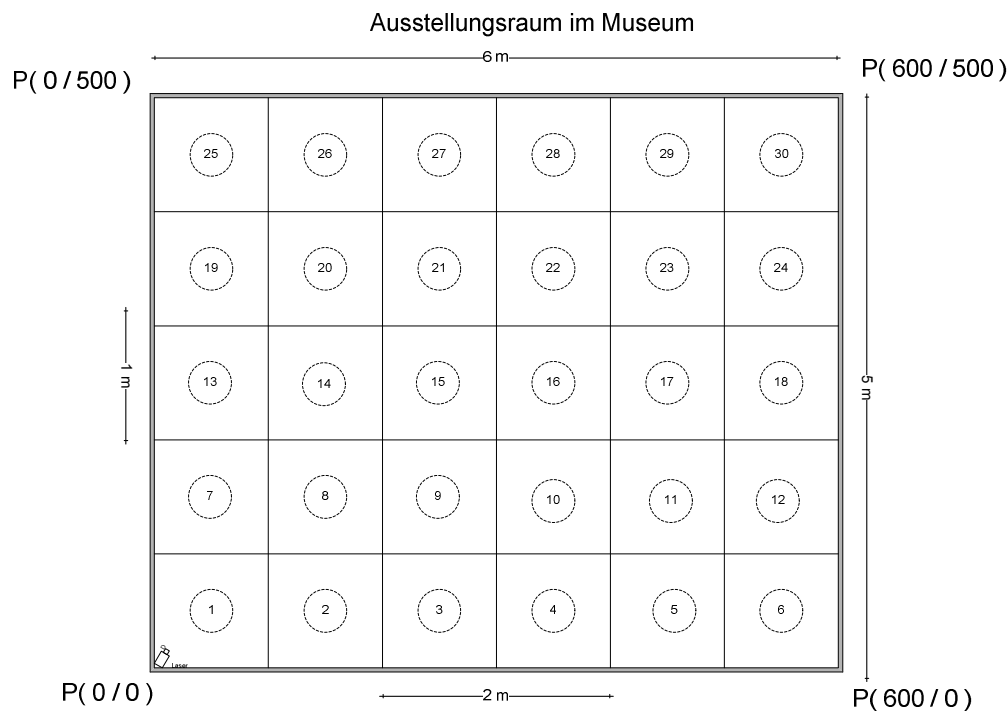 Ausstellungsraum im Museum
6 m
P( 0 / 500 )
P( 600 / 500)
25 26 27 28 29 30
19 20 21 22 23 24
1 m
13 14 15 16 17 18
5 m
7 8 9 10 11 12
1 2 3 4 5 6
Laser
P( 0 / 0 )
2 m
P( 600 / 0 )